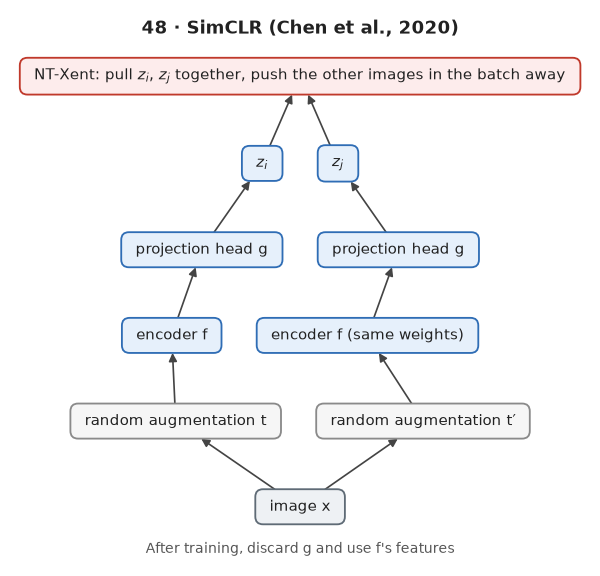 48 · SimCLR (Chen et al., 2020)
NT-Xent: pull zᵢ, zⱼ together, push the other images in the batch away
zᵢ
zⱼ
projection head g
projection head g
encoder f
encoder f (same weights)
random augmentation t
random augmentation t′
image x
After training, discard g and use f's features